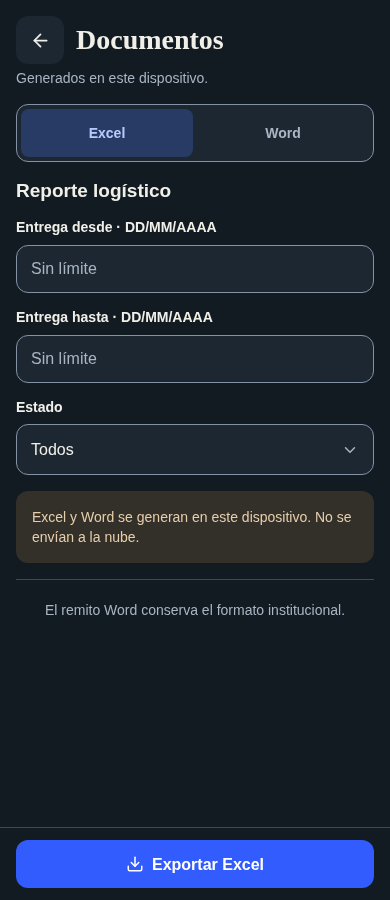 Documentos
Generados en este dispositivo.
Excel
Word
Reporte logístico
Entrega desde · DD/MM/AAAA
Sin límite
Entrega hasta · DD/MM/AAAA
Sin límite
Estado
Todos
Excel y Word se generan en este dispositivo. No se
envían a la nube.
El remito Word conserva el formato institucional.
Exportar Excel